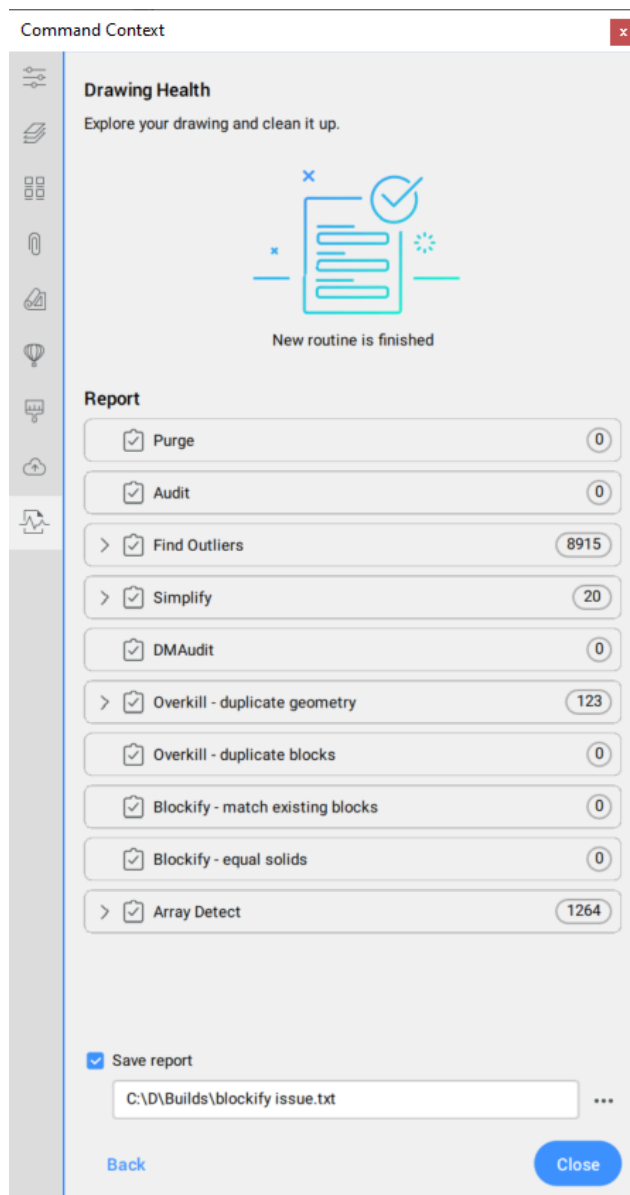 Command Context
x
Drawing Health
Explore your drawing and clean it up.
New routine is finished
Report
Purge 0
Audit 0
Find Outliers 8915
Simplify 20
DMAudit 0
Overkill - duplicate geometry 123
Overkill - duplicate blocks 0
Blockify - match existing blocks 0
Blockify - equal solids 0
Array Detect 1264
Save report
C:\D\Builds\blockify issue.txt
...
Back Close